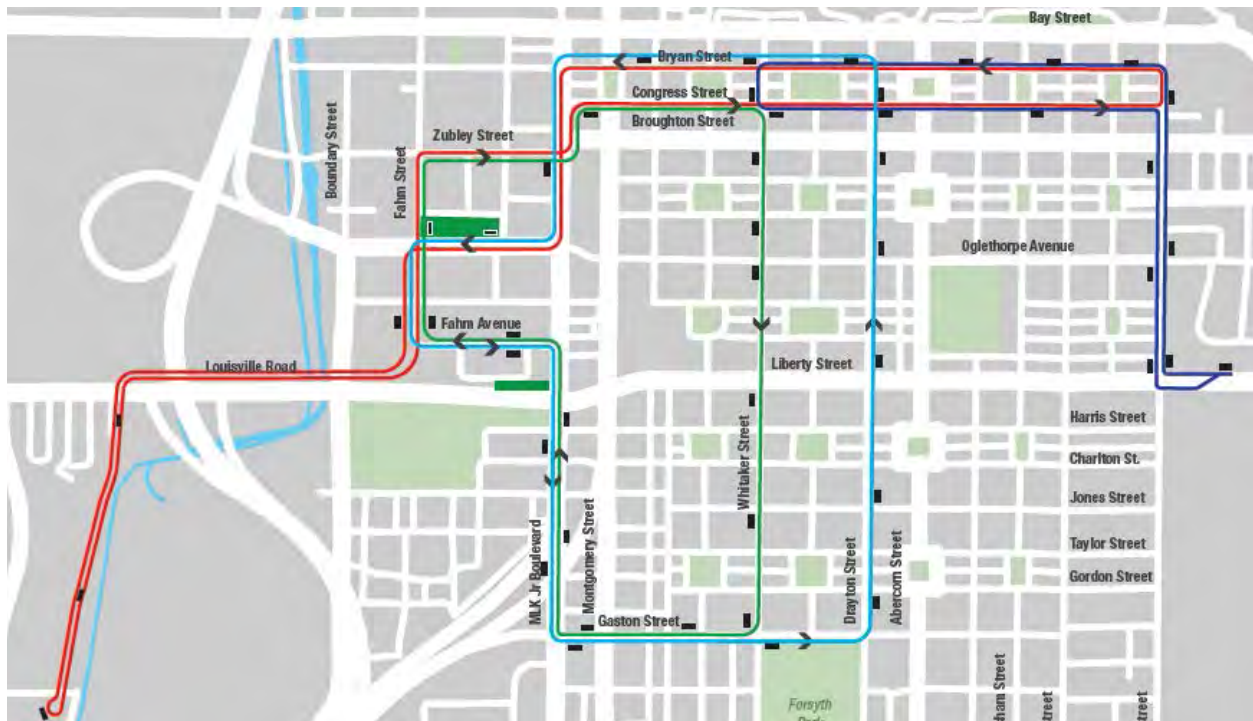 Bay Street
Bryan Street
Congress Street
Broughton Street
Zubley Street
Boundary Street
Fahm Street
Oglethorpe Avenue
Fahm Avenue
Louisville Road
Liberty Street
Harris Street
Whitaker Street
Charlton St.
Jones Street
Taylor Street
Gordon Street
MLK Jr Boulevard
Montgomery Street
Drayton Street
Abercorn Street
Gaston Street
Forsyth